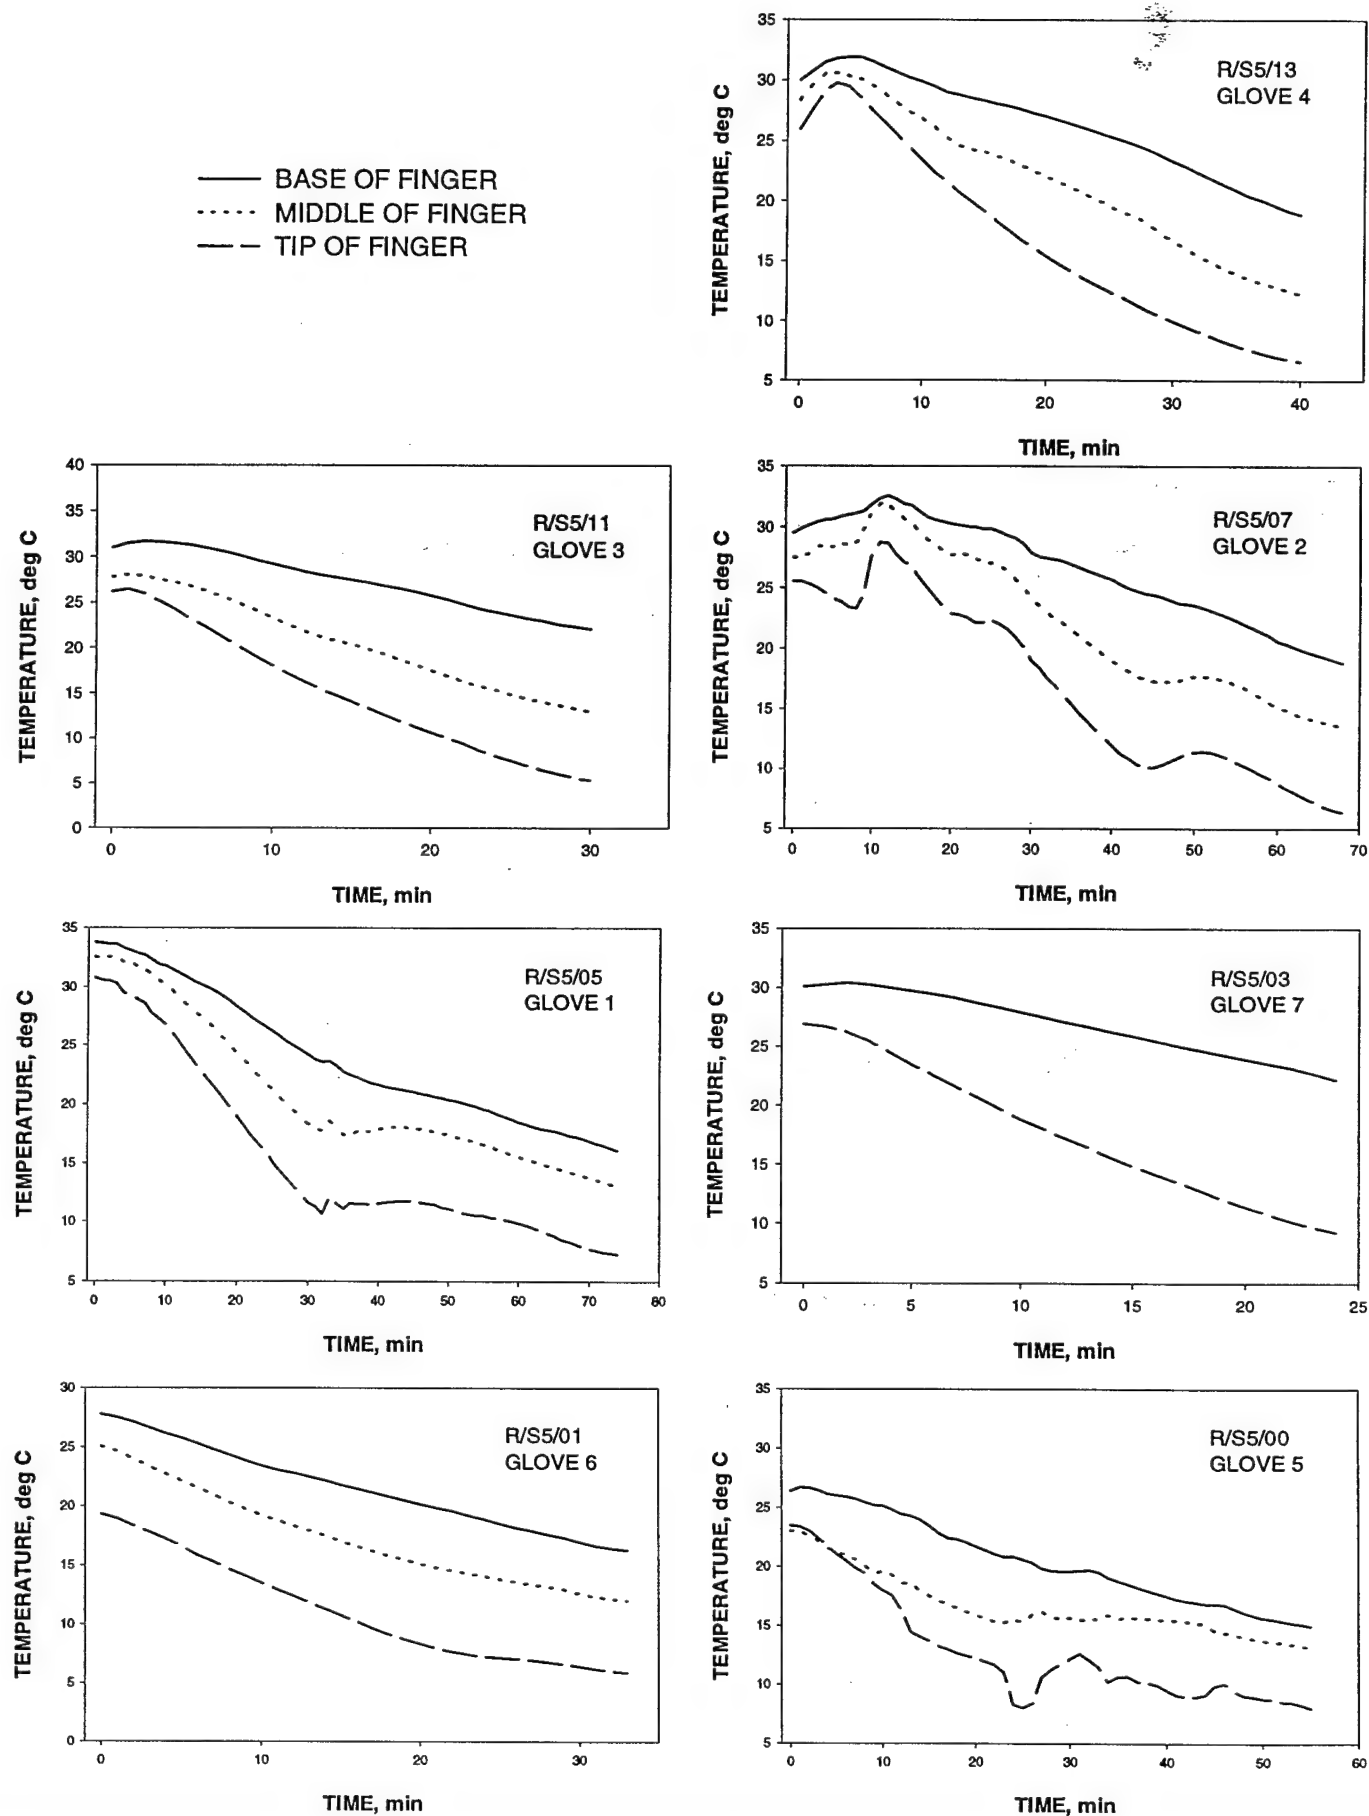 BASE OF FINGER
MIDDLE OF FINGER
TIP OF FINGER
TEMPERATURE, deg C
35
30
25
20
15
10
5
R/S5/13
GLOVE 4
0 10 20 30 40
TIME, min
TEMPERATURE, deg C
40
35
30
25
20
15
10
5
0
R/S5/11
GLOVE 3
0 10 20 30
TIME, min
TEMPERATURE, deg C
35
30
25
20
15
10
5
R/S5/07
GLOVE 2
0 10 20 30 40 50 60 70
TIME, min
TEMPERATURE, deg C
35
30
25
20
15
10
5
R/S5/05
GLOVE 1
0 10 20 30 40 50 60 70 80
TIME, min
TEMPERATURE, deg C
35
30
25
20
15
10
5
R/S5/03
GLOVE 7
0 5 10 15 20 25
TIME, min
TEMPERATURE, deg C
30
25
20
15
10
5
0
R/S5/01
GLOVE 6
0 10 20 30
TIME, min
TEMPERATURE, deg C
35
30
25
20
15
10
5
R/S5/00
GLOVE 5
0 10 20 30 40 50 60
TIME, min